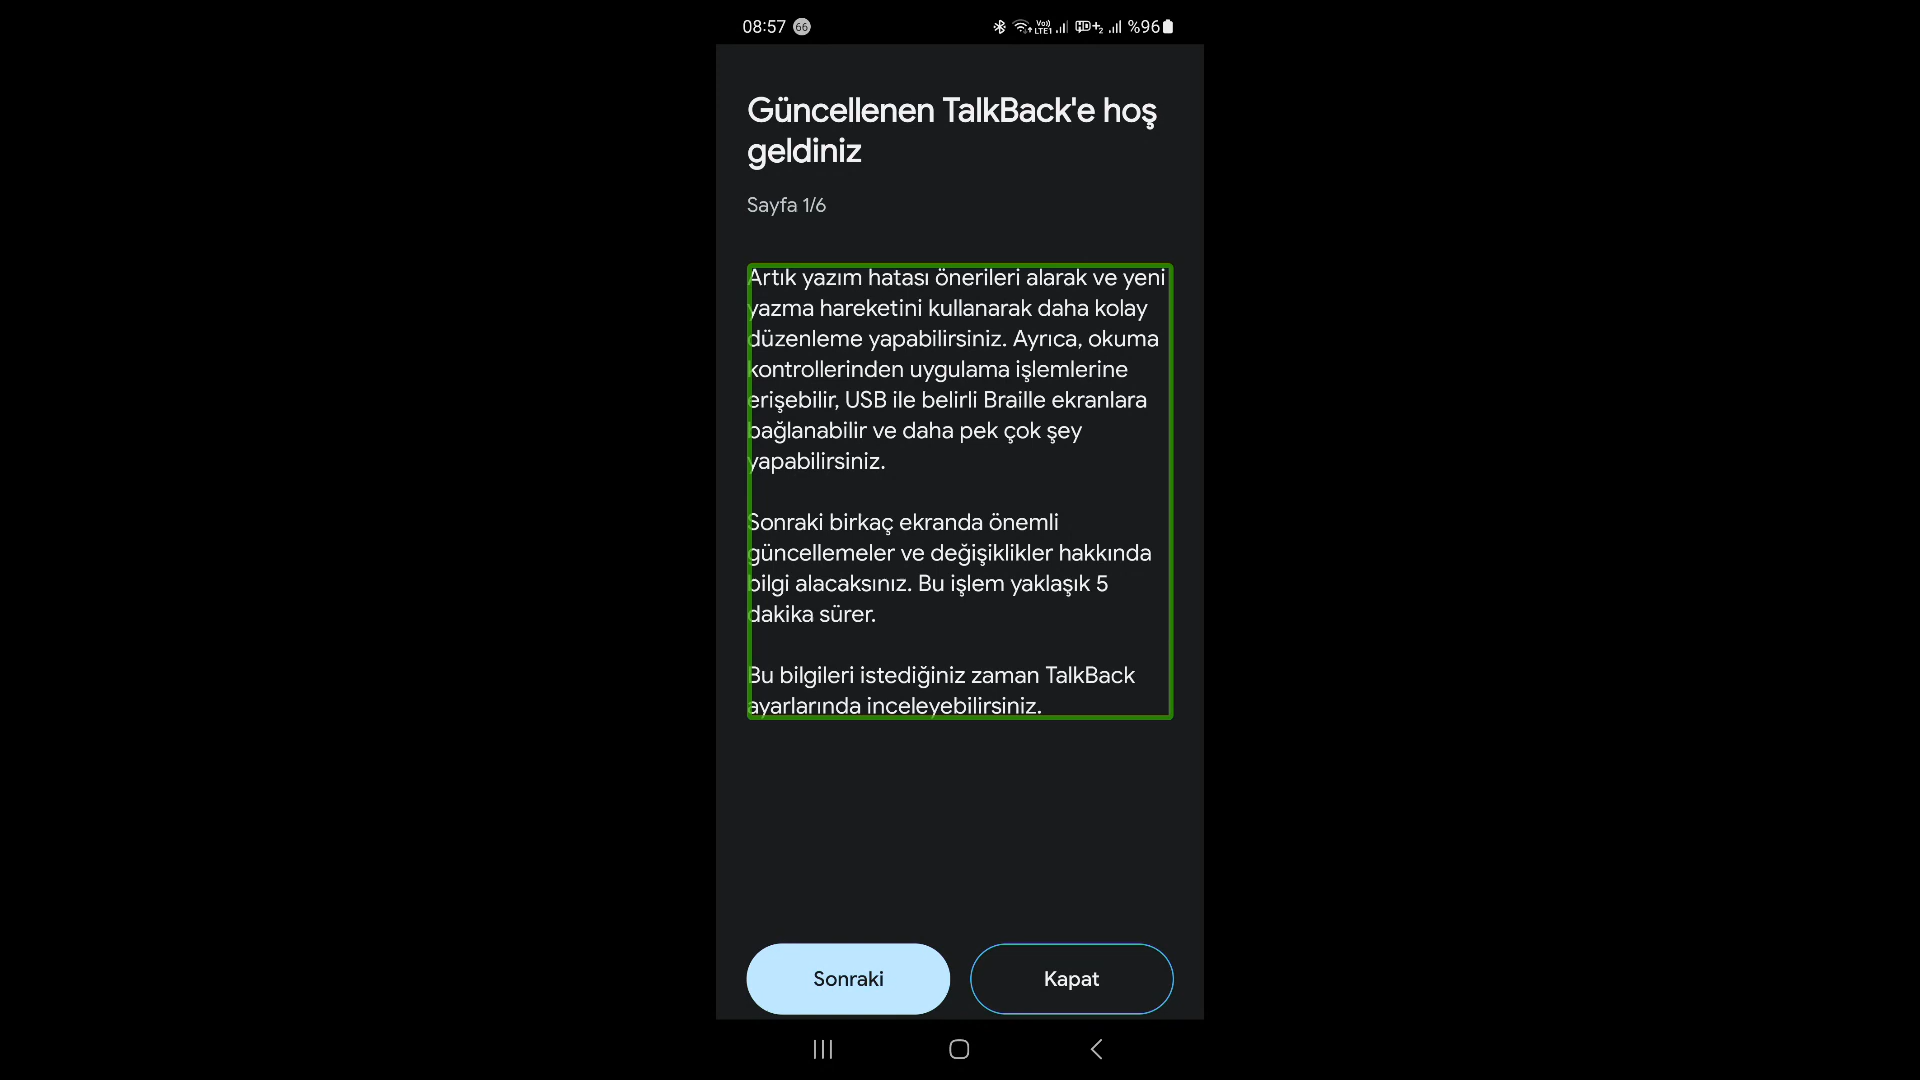 08:57 66 VoLTE1 %96
Güncellenen TalkBack'e hoş
geldiniz
Sayfa 1/6
Artık yazım hatası önerileri alarak ve yeni
yazma hareketini kullanarak daha kolay
düzenleme yapabilirsiniz. Ayrıca, okuma
kontrollerinden uygulama işlemlerine
erişebilir, USB ile belirli Braille ekranlara
bağlanabilir ve daha pek çok şey
yapabilirsiniz.
Sonraki birkaç ekranda önemli
güncellemeler ve değişiklikler hakkında
bilgi alacaksınız. Bu işlem yaklaşık 5
dakika sürer.
Bu bilgileri istediğiniz zaman TalkBack
ayarlarında inceleyebilirsiniz.
Sonraki Kapat